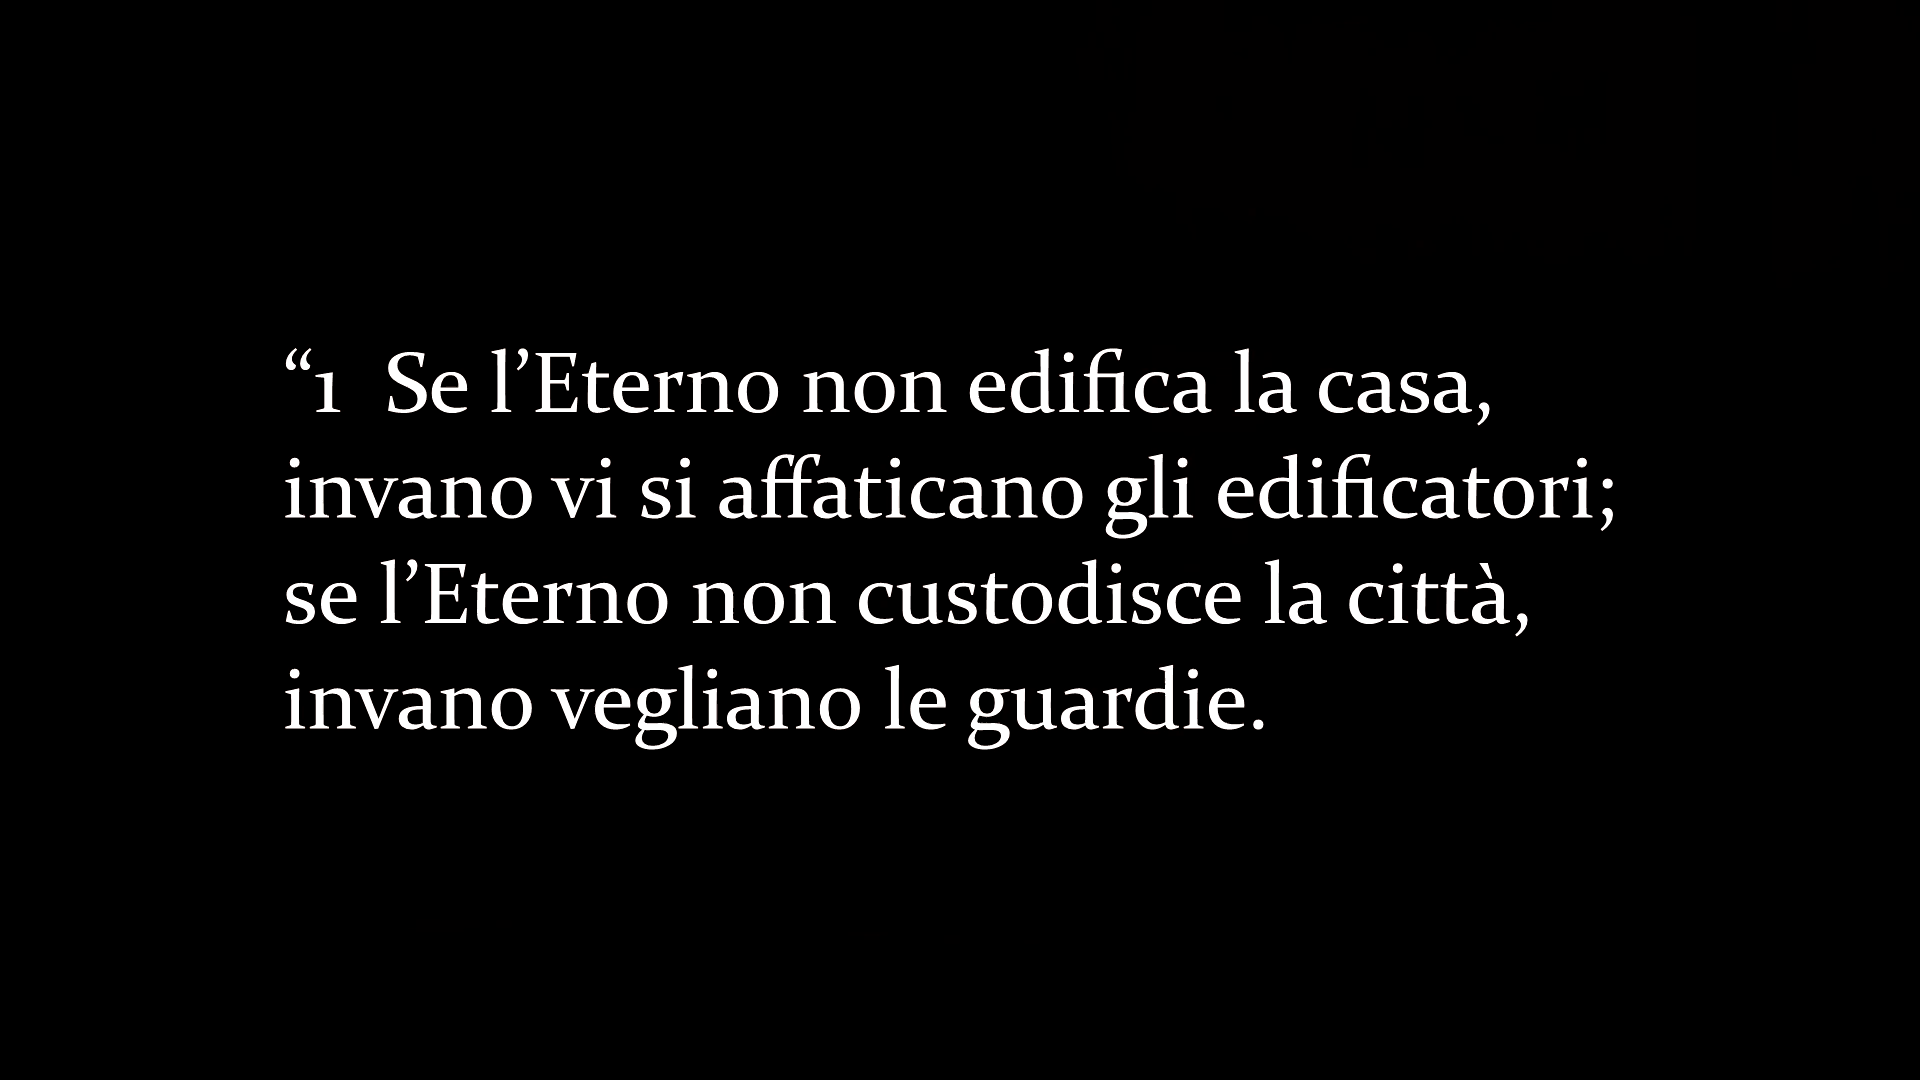 “1  Se l’Eterno non edifica la casa,
invano vi si affaticano gli edificatori;
se l’Eterno non custodisce la città,
invano vegliano le guardie.